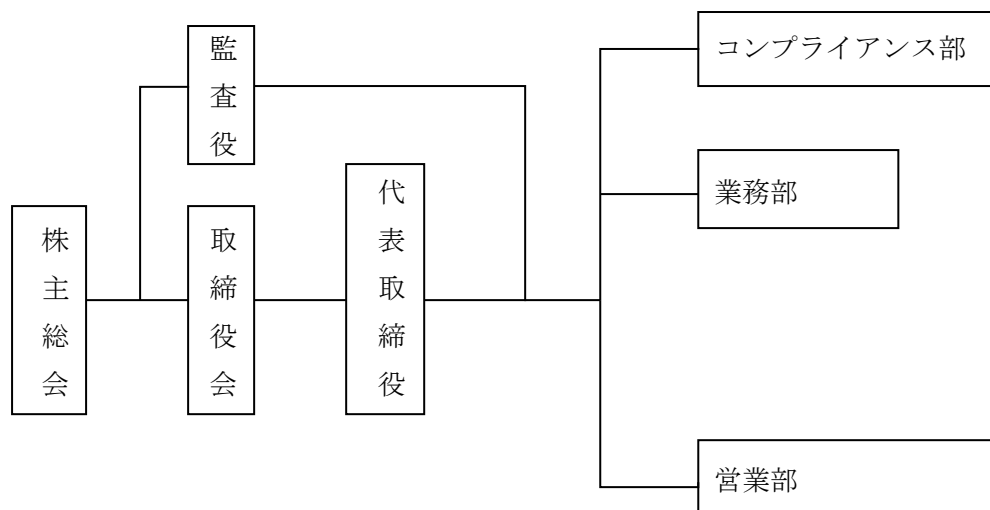 株主総会
監査役
取締役会
代表取締役
コンプライアンス部
業務部
営業部